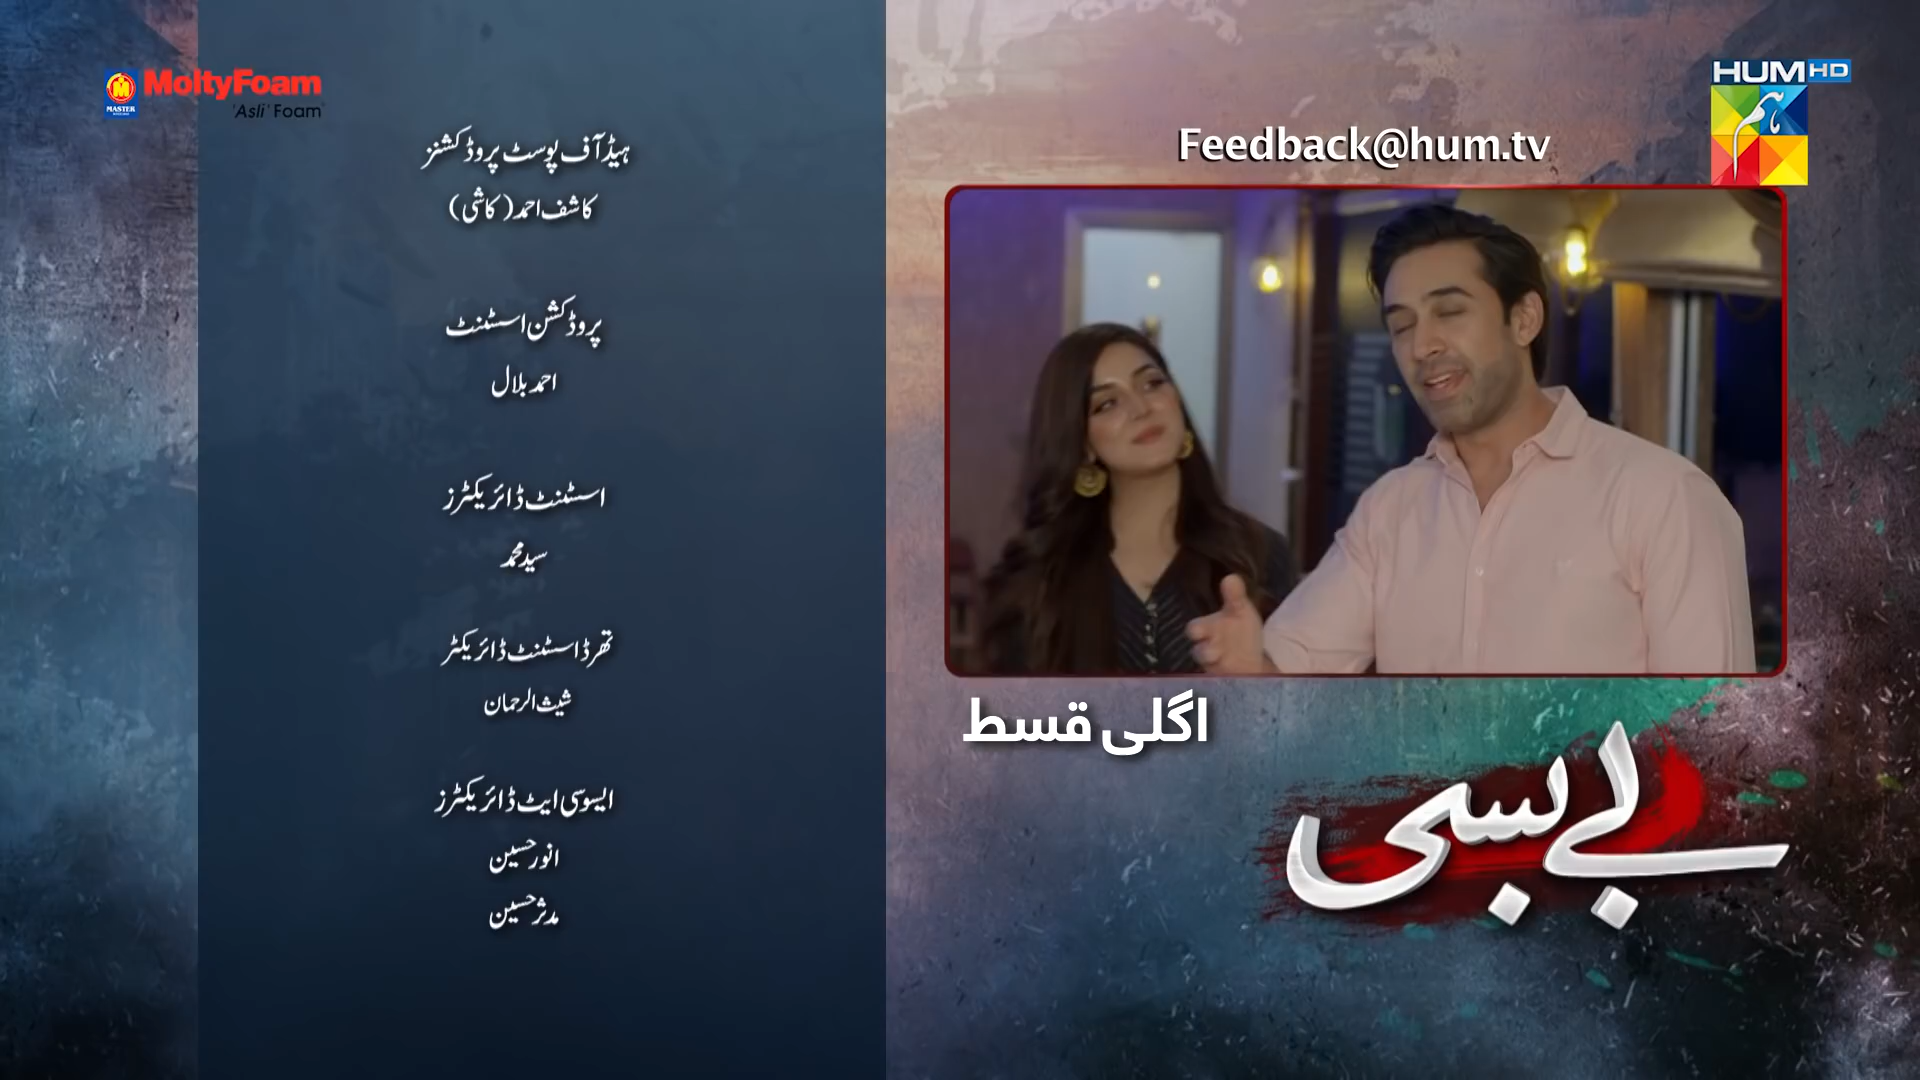 MoltyFoam
MASTER
'Asli' Foam
ہیڈ آف پوسٹ پروڈکشنز
کاشف احمد (کاشی)
پروڈکشن اسسٹنٹ
احمد بلال
اسسٹنٹ ڈائریکٹرز
سید محمد
تھرڈ اسسٹنٹ ڈائریکٹر
شیث الرحمان
ایسوسی ایٹ ڈائریکٹرز
انور حسین
مدثر حسین
HUM HD
ہم
Feedback@hum.tv
اگلی قسط
بے بسی